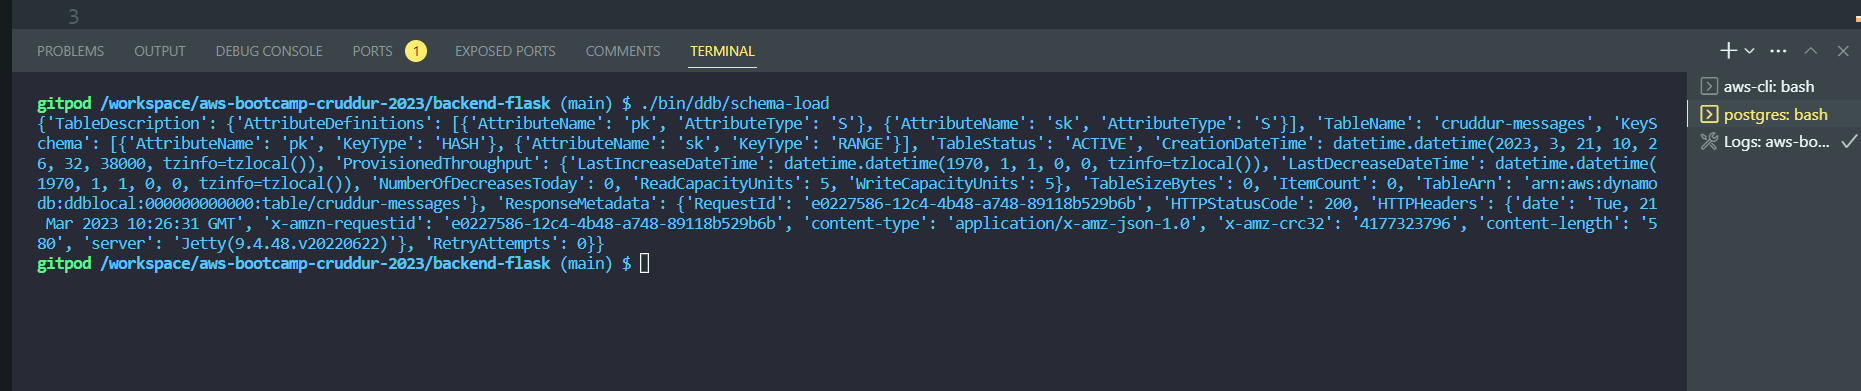 3
PROBLEMS OUTPUT DEBUG CONSOLE PORTS 1 EXPOSED PORTS COMMENTS TERMINAL
aws-cli: bash
postgres: bash
Logs: aws-bo...
gitpod /workspace/aws-bootcamp-cruddur-2023/backend-flask (main) $ ./bin/ddb/schema-load
{'TableDescription': {'AttributeDefinitions': [{'AttributeName': 'pk', 'AttributeType': 'S'}, {'AttributeName': 'sk', 'AttributeType': 'S'}], 'TableName': 'cruddur-messages', 'KeyS
chema': [{'AttributeName': 'pk', 'KeyType': 'HASH'}, {'AttributeName': 'sk', 'KeyType': 'RANGE'}], 'TableStatus': 'ACTIVE', 'CreationDateTime': datetime.datetime(2023, 3, 21, 10, 2
6, 32, 38000, tzinfo=tzlocal()), 'ProvisionedThroughput': {'LastIncreaseDateTime': datetime.datetime(1970, 1, 1, 0, 0, tzinfo=tzlocal()), 'LastDecreaseDateTime': datetime.datetime(
1970, 1, 1, 0, 0, tzinfo=tzlocal()), 'NumberOfDecreasesToday': 0, 'ReadCapacityUnits': 5, 'WriteCapacityUnits': 5}, 'TableSizeBytes': 0, 'ItemCount': 0, 'TableArn': 'arn:aws:dynamo
db:ddblocal:000000000000:table/cruddur-messages'}, 'ResponseMetadata': {'RequestId': 'e0227586-12c4-4b48-a748-89118b529b6b', 'HTTPStatusCode': 200, 'HTTPHeaders': {'date': 'Tue, 21
 Mar 2023 10:26:31 GMT', 'x-amzn-requestid': 'e0227586-12c4-4b48-a748-89118b529b6b', 'content-type': 'application/x-amz-json-1.0', 'x-amz-crc32': '4177323796', 'content-length': '5
80', 'server': 'Jetty(9.4.48.v20220622)'}, 'RetryAttempts': 0}}
gitpod /workspace/aws-bootcamp-cruddur-2023/backend-flask (main) $